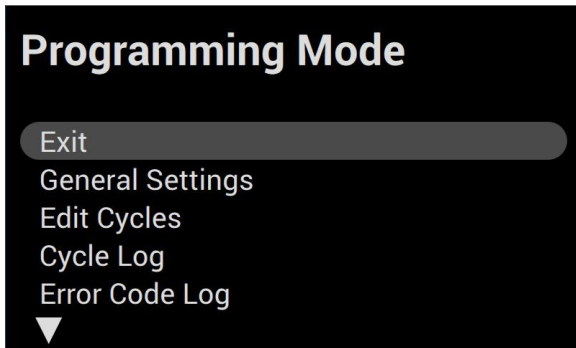 Programming Mode
Exit
General Settings
Edit Cycles
Cycle Log
Error Code Log